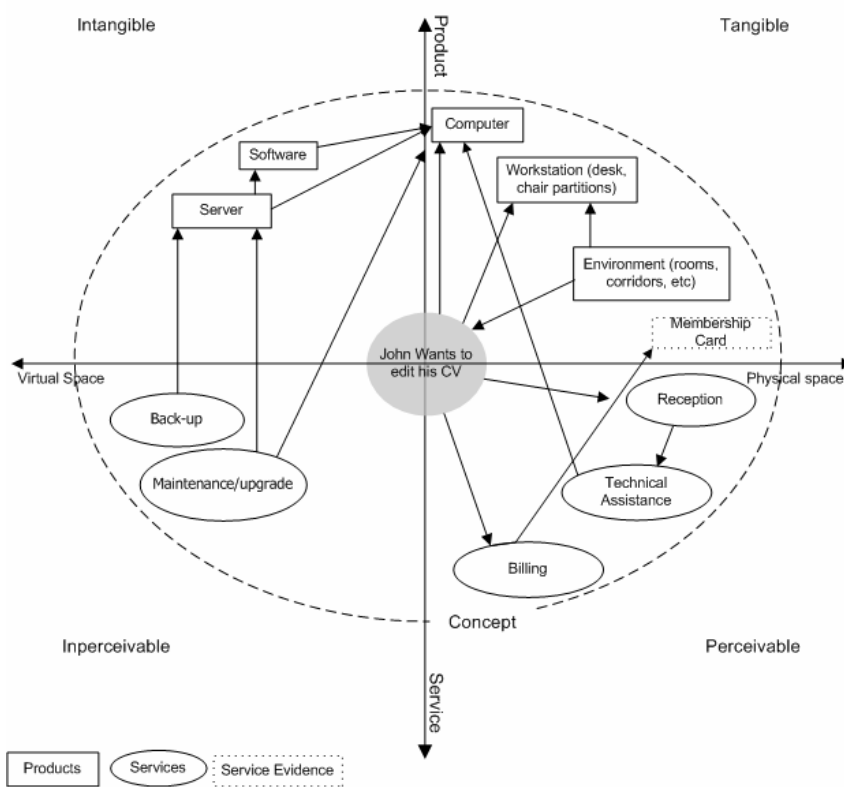 Intangible
Tangible
Product
Computer
Software
Workstation (desk,
chair partitions)
Server
Environment (rooms,
corridors, etc)
Membership
Card
John Wants to
edit his CV
Virtual Space
Physical space
Reception
Back-up
Maintenance/upgrade
Technical
Assistance
Billing
Concept
Inperceivable
Perceivable
Service
Products
Services
Service Evidence